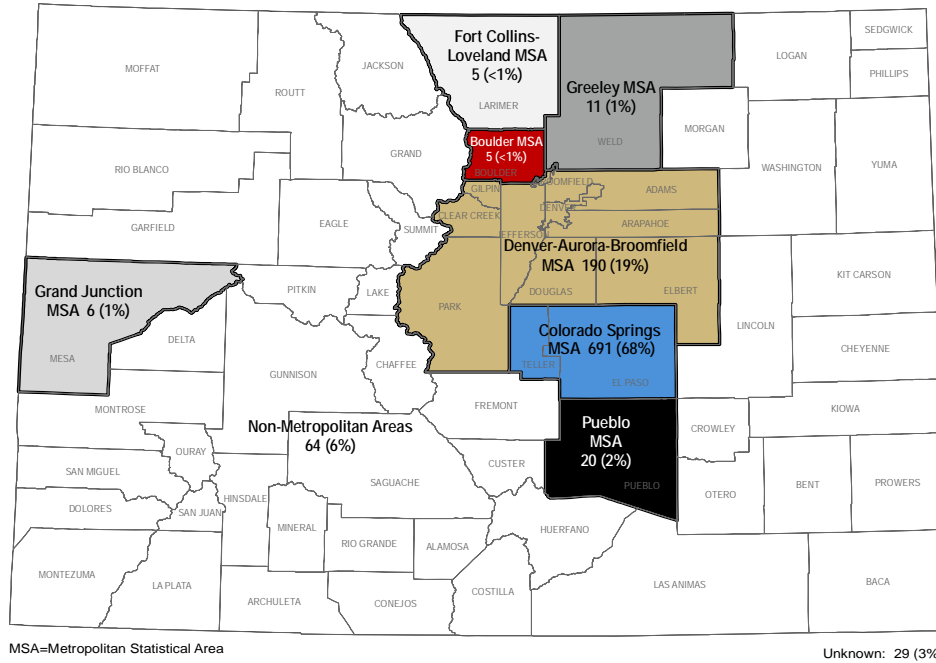 SEDGWICK
Fort Collins-
Loveland MSA
5 (<1%)
LARIMER
LOGAN
MOFFAT
JACKSON
PHILLIPS
ROUTT
Greeley MSA
11 (1%)
WELD
MORGAN
Boulder MSA
5 (<1%)
BOULDER
GRAND
RIO BLANCO
WASHINGTON
YUMA
GILPIN
BROOMFIELD
ADAMS
DENVER
CLEAR CREEK
ARAPAHOE
GARFIELD
EAGLE
SUMMIT
JEFFERSON
Denver-Aurora-Broomfield
MSA 190 (19%)
KIT CARSON
Grand Junction
MSA 6 (1%)
MESA
PITKIN
LAKE
PARK
DOUGLAS
ELBERT
LINCOLN
DELTA
Colorado Springs
MSA 691 (68%)
TELLER
EL PASO
CHEYENNE
GUNNISON
CHAFFEE
MONTROSE
FREMONT
KIOWA
Non-Metropolitan Areas
64 (6%)
Pueblo
MSA
20 (2%)
PUEBLO
CROWLEY
OURAY
SAN MIGUEL
CUSTER
SAGUACHE
OTERO
BENT
PROWERS
DOLORES
SAN JUAN
HINSDALE
MINERAL
RIO GRANDE
ALAMOSA
HUERFANO
MONTEZUMA
LA PLATA
ARCHULETA
CONEJOS
COSTILLA
LAS ANIMAS
BACA
MSA=Metropolitan Statistical Area
Unknown: 29 (3%